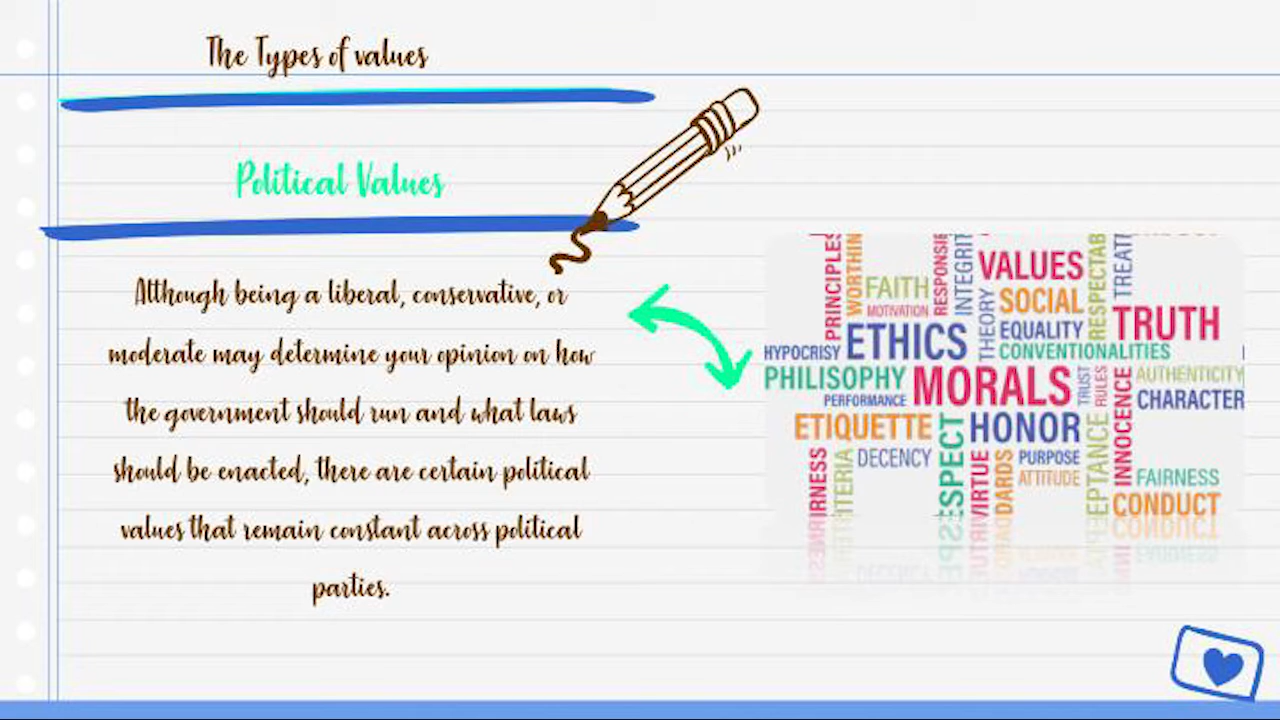 The Types of values
Political Values
Although being a liberal, conservative, or
moderate may determine your opinion on how
the government should run and what laws
should be enacted, there are certain political
values that remain constant across political
parties.
PRINCIPLES
WORTHIN
FAITH
MOTIVATION
RESPONSI
INTEGRIT
VALUES
SOCIAL
THEORY
EQUALITY
CONVENTIONALITIES
RESPECTAB
TREAT
TRUTH
HYPOCRISY
ETHICS
PHILISOPHY
MORALS
PERFORMANCE
TRUST
RULES
AUTHENTICITY
CHARACTER
INNOCENCE
ETIQUETTE
HONOR
DECENCY
ESPECT
VIRTUE
DARDS
PURPOSE
ATTITUDE
EPTANCE
FAIRNESS
CONDUCT
IRNESS
ITERIA